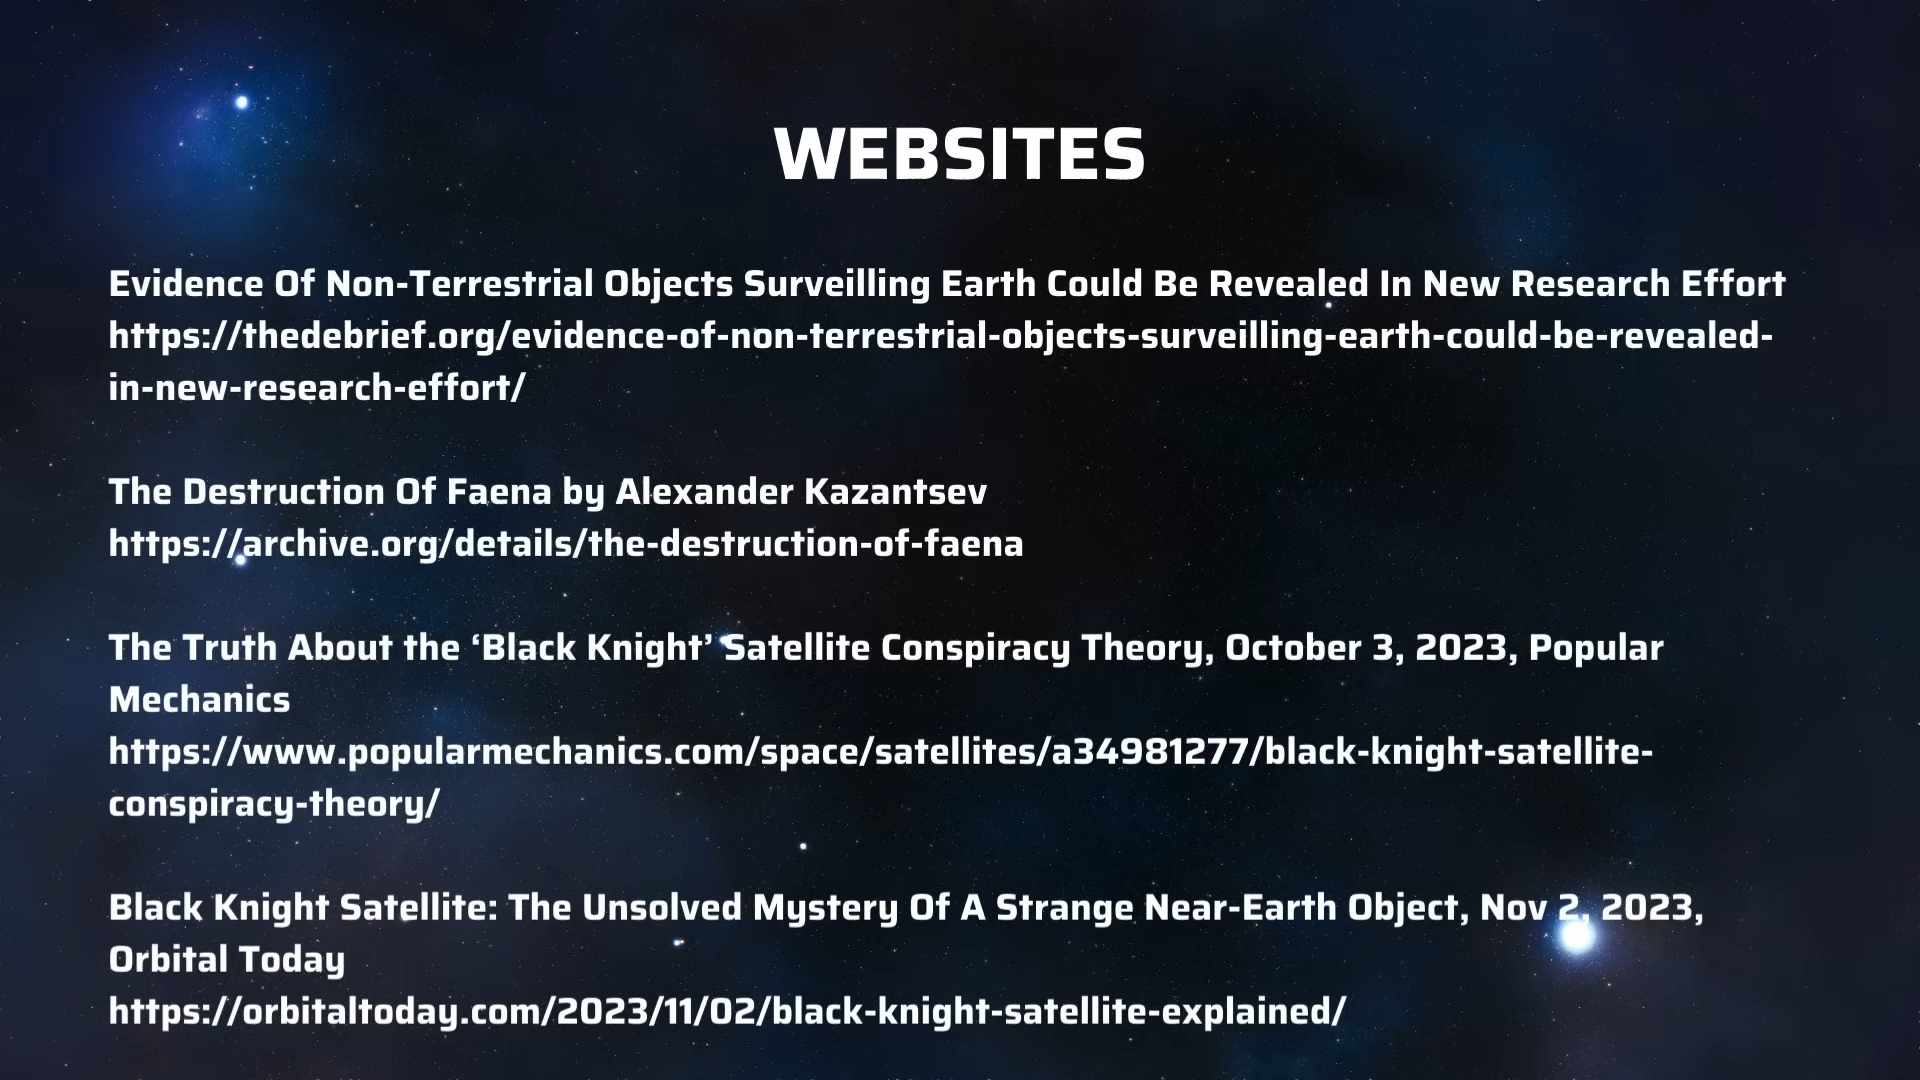 WEBSITES
Evidence Of Non-Terrestrial Objects Surveilling Earth Could Be Revealed In New Research Effort
https://thedebrief.org/evidence-of-non-terrestrial-objects-surveilling-earth-could-be-revealed-
in-new-research-effort/
The Destruction Of Faena by Alexander Kazantsev
https://archive.org/details/the-destruction-of-faena
The Truth About the ‘Black Knight’ Satellite Conspiracy Theory, October 3, 2023, Popular
Mechanics
https://www.popularmechanics.com/space/satellites/a34981277/black-knight-satellite-
conspiracy-theory/
Black Knight Satellite: The Unsolved Mystery Of A Strange Near-Earth Object, Nov 2, 2023,
Orbital Today
https://orbitaltoday.com/2023/11/02/black-knight-satellite-explained/